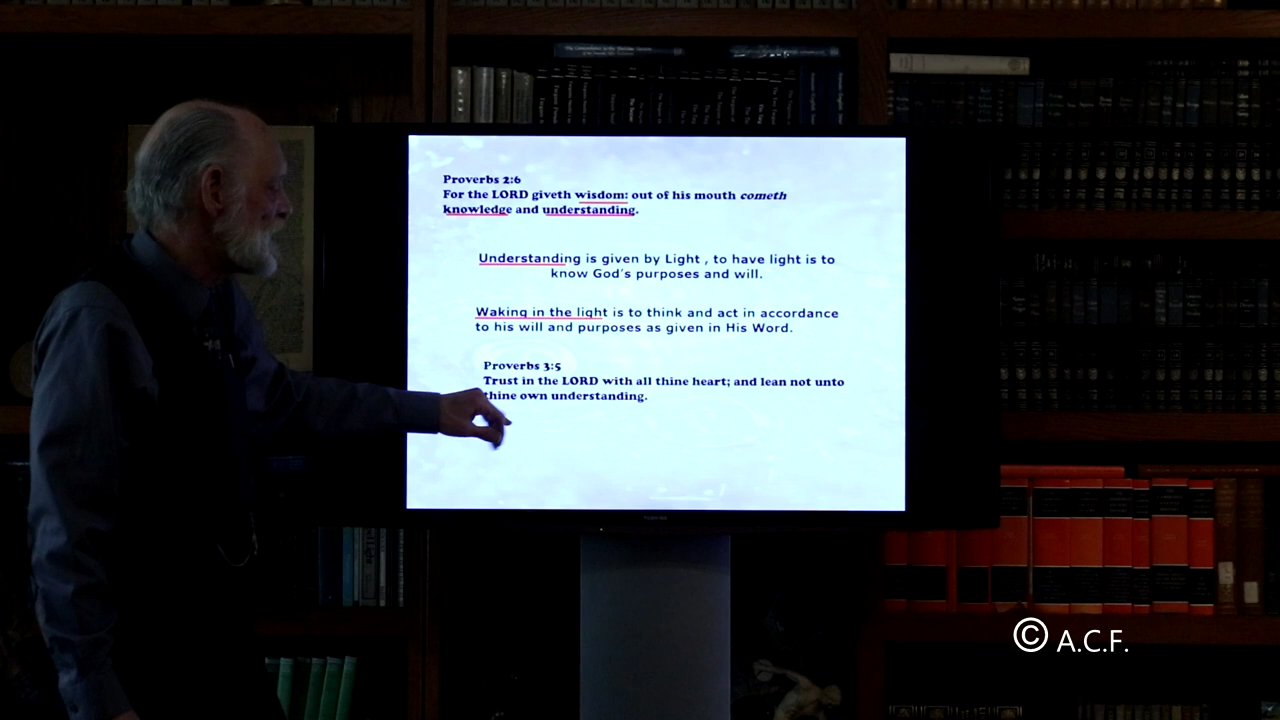 Proverbs 2:6
For the LORD giveth wisdom: out of his mouth cometh
knowledge and understanding.
Understanding is given by Light , to have light is to
know God's purposes and will.
Waking in the light is to think and act in accordance
to his will and purposes as given in His Word.
Proverbs 3:5
Trust in the LORD with all thine heart; and lean not unto
thine own understanding.
© A.C.F.